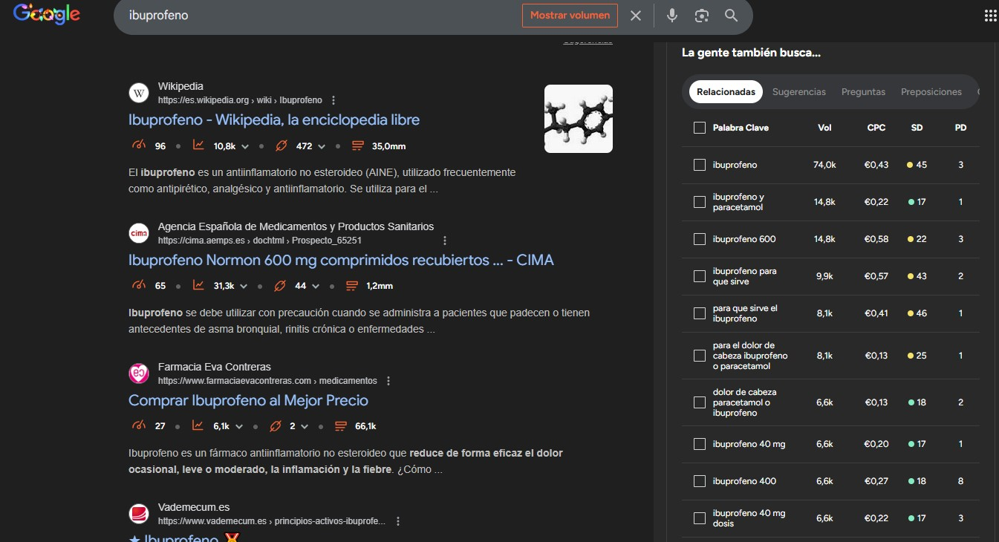 Google
ibuprofeno
Mostrar volumen
Sugerencias
W
Wikipedia
https://es.wikipedia.org › wiki › Ibuprofeno
Ibuprofeno - Wikipedia, la enciclopedia libre
96 10,8k 472 35,0mm
El ibuprofeno es un antiinflamatorio no esteroideo (AINE), utilizado frecuentemente
como antipirético, analgésico y antiinflamatorio. Se utiliza para el ...
cima
Agencia Española de Medicamentos y Productos Sanitarios
https://cima.aemps.es › dochtml › Prospecto_65251
Ibuprofeno Normon 600 mg comprimidos recubiertos ... - CIMA
65 31,3k 44 1,2mm
Ibuprofeno se debe utilizar con precaución cuando se administra a pacientes que padecen o tienen
antecedentes de asma bronquial, rinitis crónica o enfermedades ...
Farmacia Eva Contreras
https://www.farmaciaevacontreras.com › medicamentos
Comprar Ibuprofeno al Mejor Precio
27 6,1k 2 66,1k
Ibuprofeno es un fármaco antiinflamatorio no esteroideo que reduce de forma eficaz el dolor
ocasional, leve o moderado, la inflamación y la fiebre. ¿Cómo ...
Vademecum.es
https://www.vademecum.es › principios-activos-ibuprofe...
★ Ibuprofeno 🏅
La gente también busca...
Relacionadas Sugerencias Preguntas Preposiciones
Palabra Clave Vol CPC SD PD
ibuprofeno 74,0k €0,43 45 3
ibuprofeno y
paracetamol 14,8k €0,22 17 1
ibuprofeno 600 14,8k €0,58 22 3
ibuprofeno para
que sirve 9,9k €0,57 43 2
para que sirve el
ibuprofeno 8,1k €0,41 46 1
para el dolor de
cabeza ibuprofeno 8,1k €0,13 25 1
o paracetamol
dolor de cabeza
paracetamol o 6,6k €0,13 18 2
ibuprofeno
ibuprofeno 40 mg 6,6k €0,20 17 1
ibuprofeno 400 6,6k €0,27 18 8
ibuprofeno 40 mg
dosis 6,6k €0,22 17 3